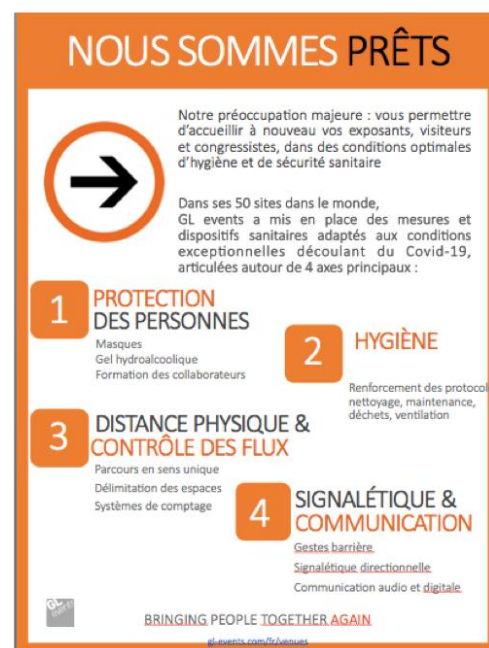 NOUS SOMMES PRÊTS
Notre préoccupation majeure : vous permettre
d'accueillir à nouveau vos exposants, visiteurs
et congressistes, dans des conditions optimales
d'hygiène et de sécurité sanitaire
Dans ses 50 sites dans le monde,
GL events a mis en place des mesures et
dispositifs sanitaires adaptés aux conditions
exceptionnelles découlant du Covid-19,
articulées autour de 4 axes principaux :
1
PROTECTION
DES PERSONNES
Masques
Gel hydroalcoolique
Formation des collaborateurs
2
HYGIÈNE
Renforcement des protocol
nettoyage, maintenance,
déchets, ventilation
3
DISTANCE PHYSIQUE &
CONTRÔLE DES FLUX
Parcours en sens unique
Délimitation des espaces
Systèmes de comptage
4
SIGNALÉTIQUE &
COMMUNICATION
Gestes barrière
Signalétique directionnelle
Communication audio et digitale
GL
events
BRINGING PEOPLE TOGETHER AGAIN
gl-events.com/fr/venues